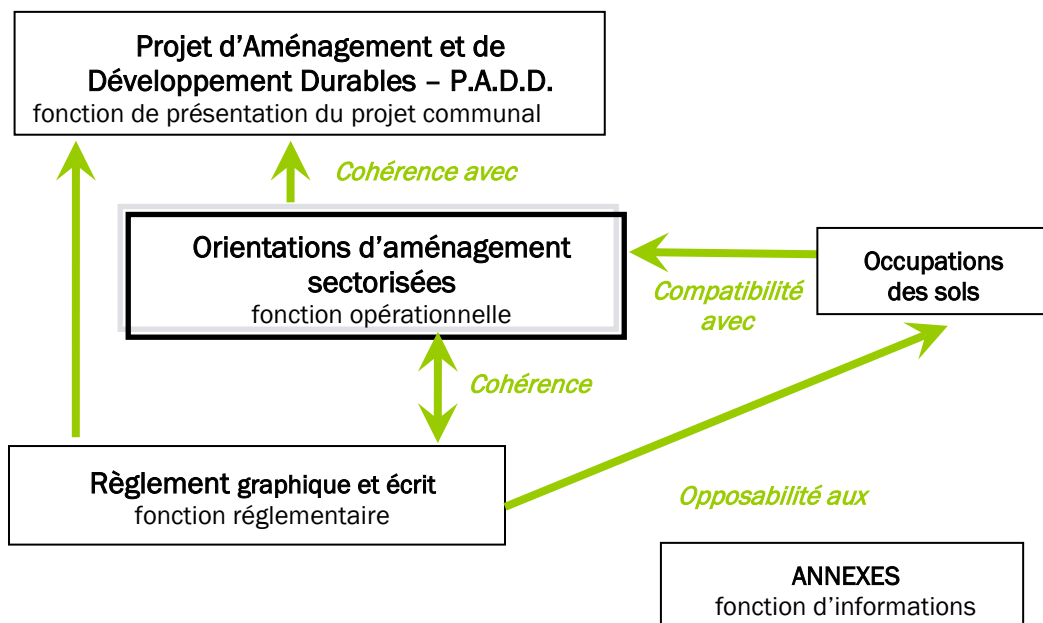 Projet d'Aménagement et de
Développement Durables – P.A.D.D.
fonction de présentation du projet communal
Cohérence avec
Orientations d'aménagement
sectorisées
fonction opérationnelle
Occupations
des sols
Compatibilité
avec
Cohérence
Règlement graphique et écrit
fonction réglementaire
Opposabilité aux
ANNEXES
fonction d'informations